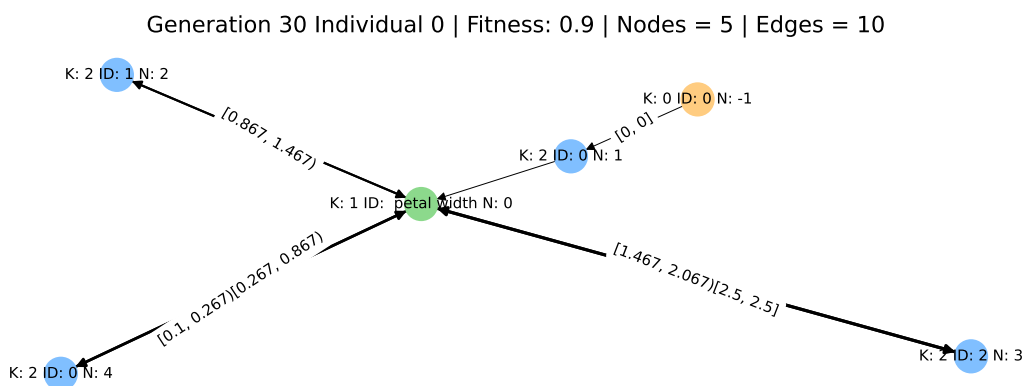 Generation 30 Individual 0 | Fitness: 0.9 | Nodes = 5 | Edges = 10
K: 2 ID: 1 N: 2
K: 0 ID: 0 N: -1
[0.867, 1.467)
[0, 0]
K: 2 ID: 0 N: 1
K: 1 ID:  petal width N: 0
[0.1, 0.267)[0.267, 0.867)
[1.467, 2.067)[2.5, 2.5]
K: 2 ID: 2 N: 3
K: 2 ID: 0 N: 4